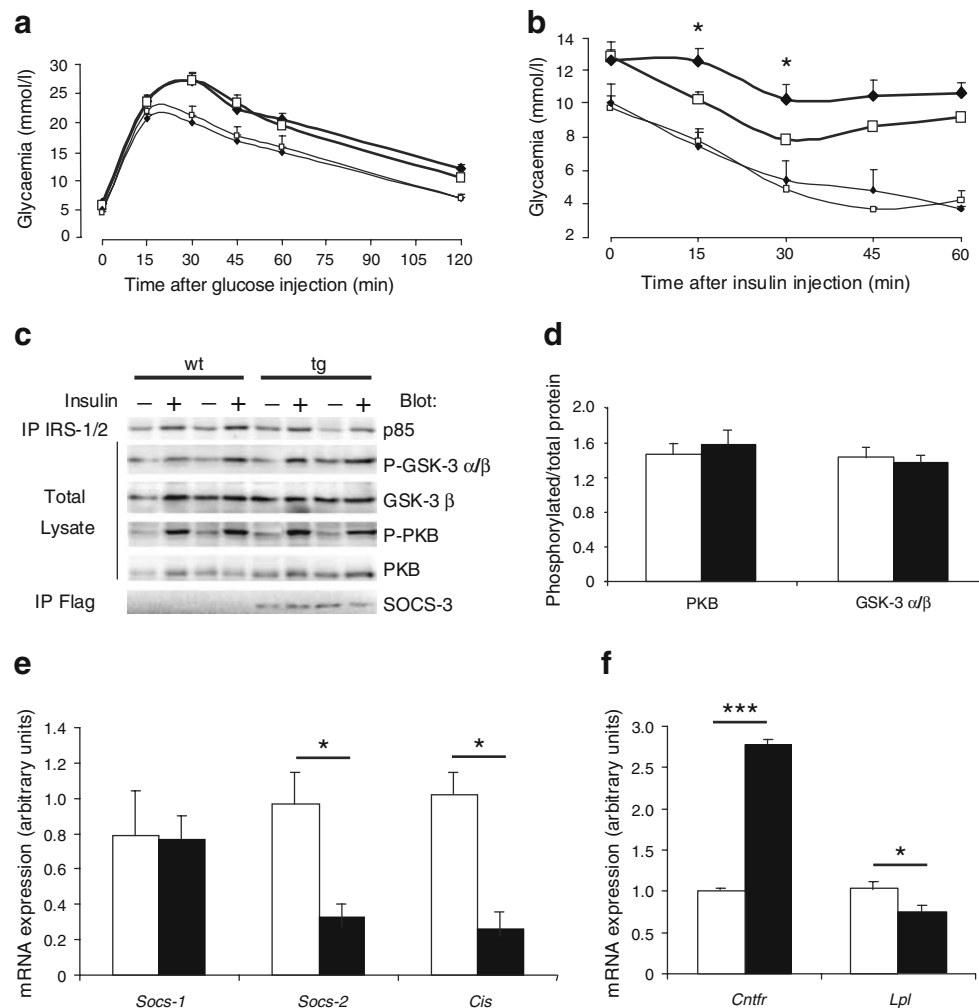 a
Glycaemia (mmol/l)
30
25
20
15
10
5
0
0 15 30 45 60 75 90 105 120
Time after glucose injection (min)
b
Glycaemia (mmol/l)
14
12
10
8
6
4
2
* *
0 15 30 45 60
Time after insulin injection (min)
c
wt tg
Insulin − + − + − + − + Blot:
IP IRS-1/2 p85
P-GSK-3 α/β
Total GSK-3 β
Lysate P-PKB
PKB
IP Flag SOCS-3
d
Phosphorylated/total protein
2.0
1.6
1.2
0.8
0.4
0
PKB GSK-3 α/β
e
mRNA expression (arbitrary units)
1.4
1.2
1.0
0.8
0.6
0.4
0.2
0
* *
Socs-1 Socs-2 Cis
f
mRNA expression (arbitrary units)
3.0
2.5
2.0
1.5
1.0
0.5
0
*** *
Cntfr Lpl